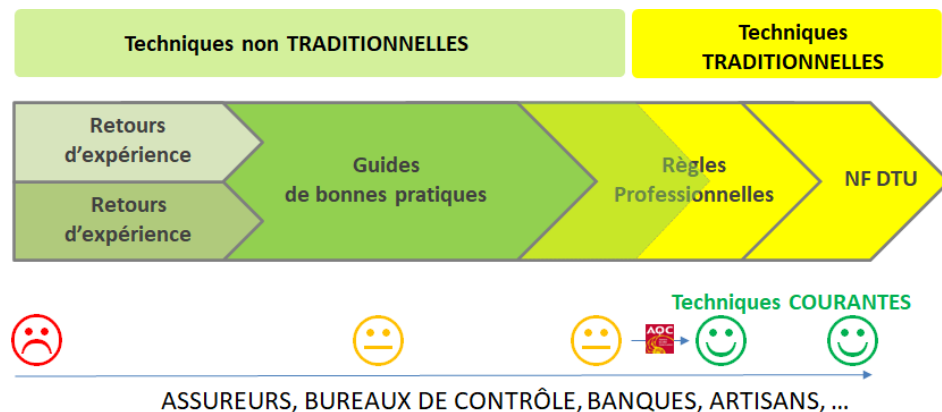 Techniques non TRADITIONNELLES
Techniques
TRADITIONNELLES
Retours
d'expérience
Retours
d'expérience
Guides
de bonnes pratiques
Règles
Professionnelles
NF DTU
Techniques COURANTES
AQC
ASSUREURS, BUREAUX DE CONTRÔLE, BANQUES, ARTISANS, ...